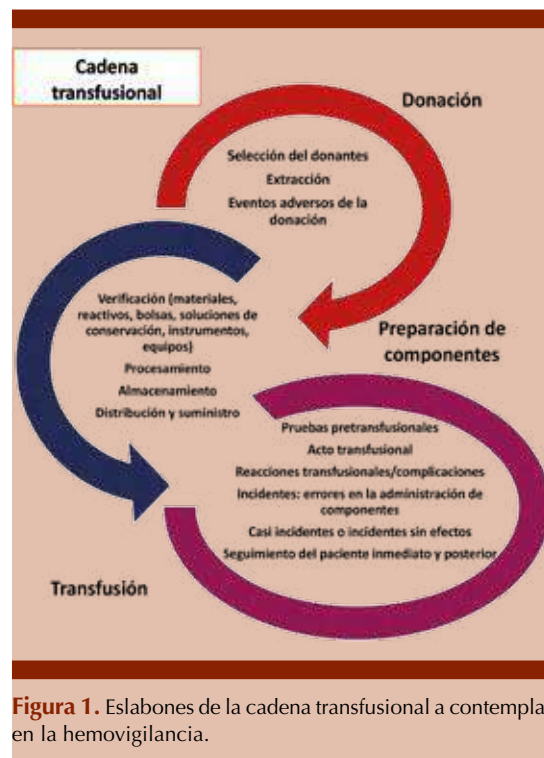 Cadena
transfusional
Donación
Selección del donantes
Extracción
Eventos adversos de la
donación
Verificación (materiales,
reactivos, bolsas, soluciones de
conservación, instrumentos,
equipos)
Procesamiento
Almacenamiento
Distribución y suministro
Preparación de
componentes
Pruebas pretransfusionales
Acto transfusional
Reacciones transfusionales/complicaciones
Incidentes: errores en la administración de
componentes
Casi incidentes o incidentes sin efectos
Seguimiento del paciente inmediato y posterior
Transfusión
Figura 1. Eslabones de la cadena transfusional a contempla
en la hemovigilancia.